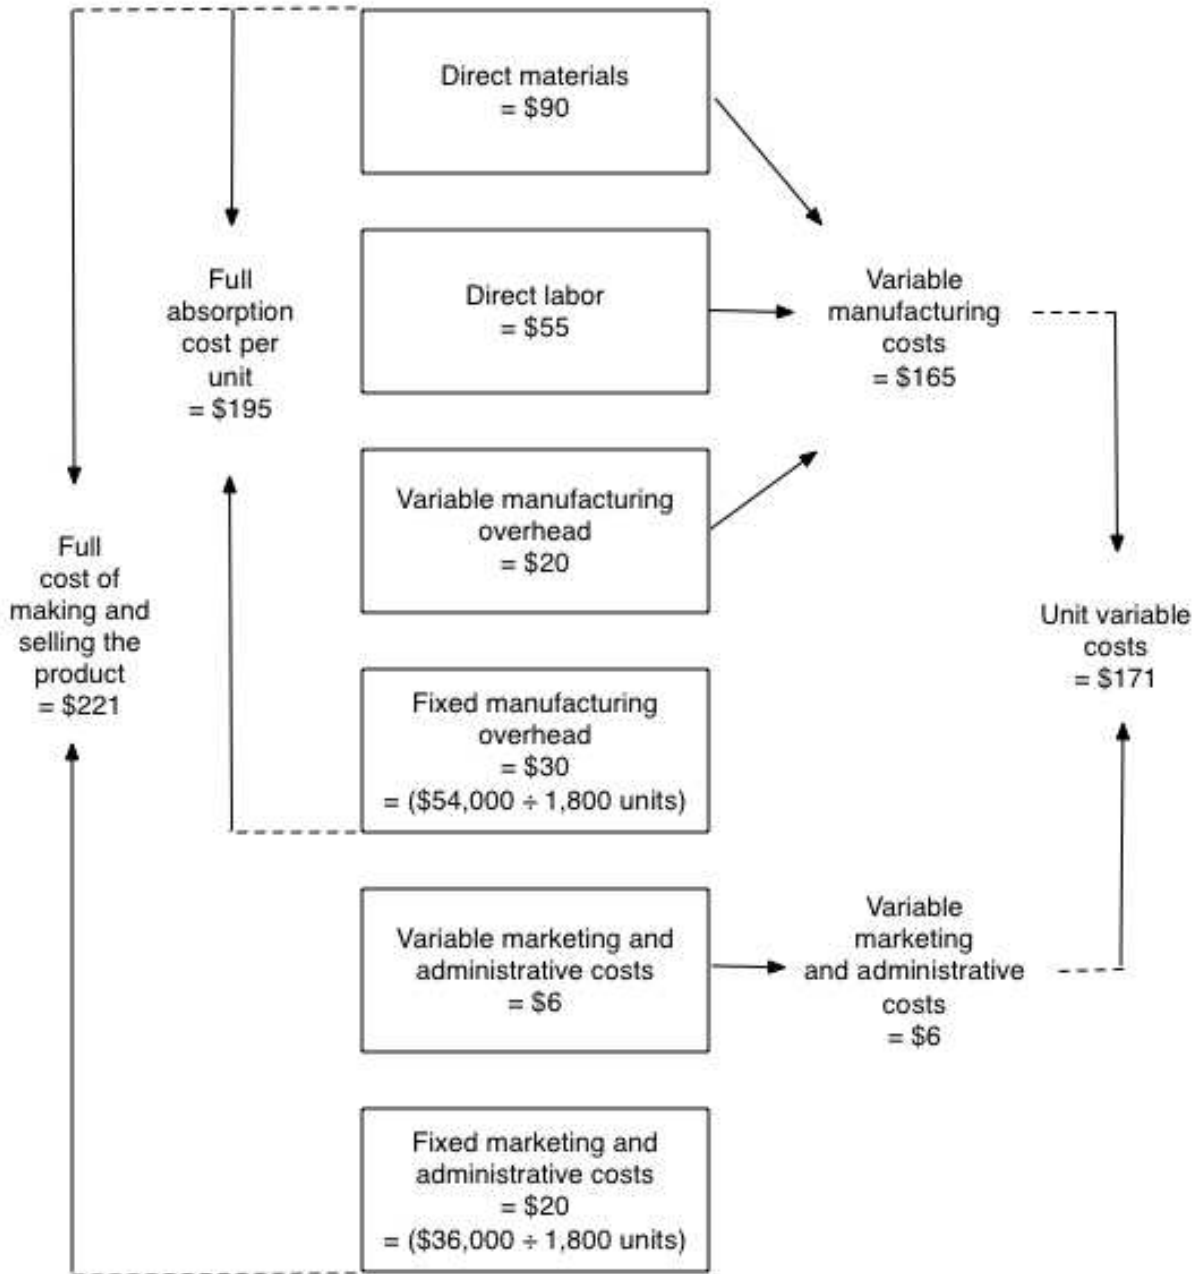 Direct materials
= $90
Direct labor
= $55
Variable manufacturing
overhead
= $20
Fixed manufacturing
overhead
= $30
= ($54,000 ÷ 1,800 units)
Variable marketing and
administrative costs
= $6
Fixed marketing and
administrative costs
= $20
= ($36,000 ÷ 1,800 units)
Full
absorption
cost per
unit
= $195
Full
cost of
making and
selling the
product
= $221
Variable
manufacturing
costs
= $165
Variable
marketing
and administrative
costs
= $6
Unit variable
costs
= $171